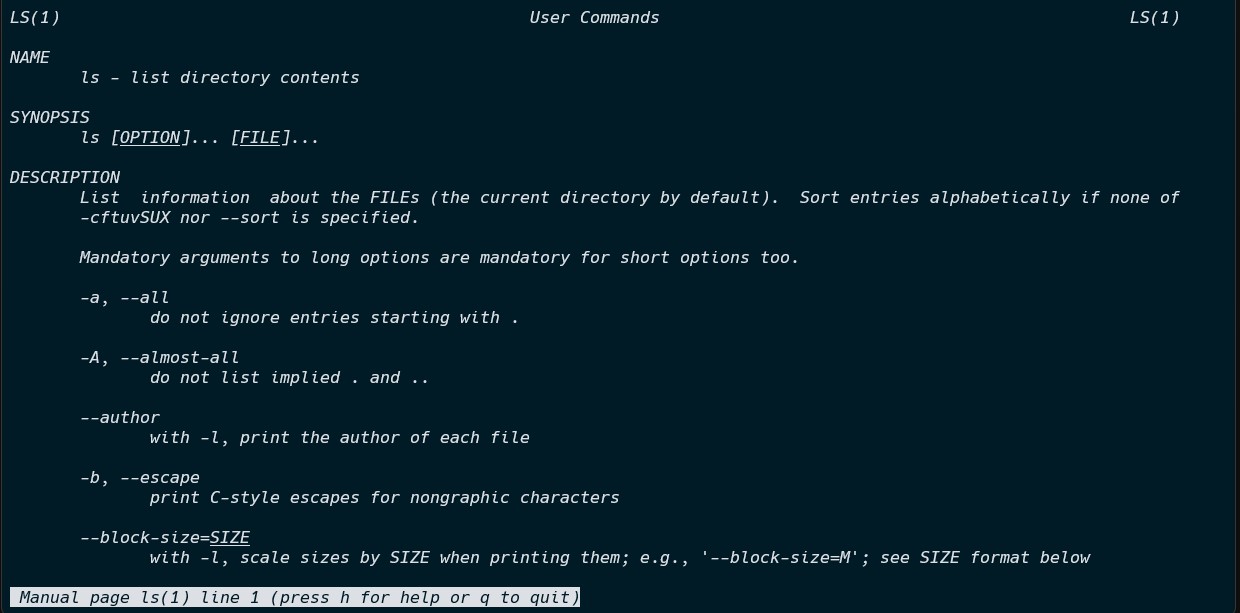 LS(1) User Commands LS(1)
NAME
ls - list directory contents
SYNOPSIS
ls [OPTION]... [FILE]...
DESCRIPTION
List  information  about the FILEs (the current directory by default).  Sort entries alphabetically if none of
-cftuvSUX nor --sort is specified.
Mandatory arguments to long options are mandatory for short options too.
-a, --all
do not ignore entries starting with .
-A, --almost-all
do not list implied . and ..
--author
with -l, print the author of each file
-b, --escape
print C-style escapes for nongraphic characters
--block-size=SIZE
with -l, scale sizes by SIZE when printing them; e.g., '--block-size=M'; see SIZE format below
Manual page ls(1) line 1 (press h for help or q to quit)